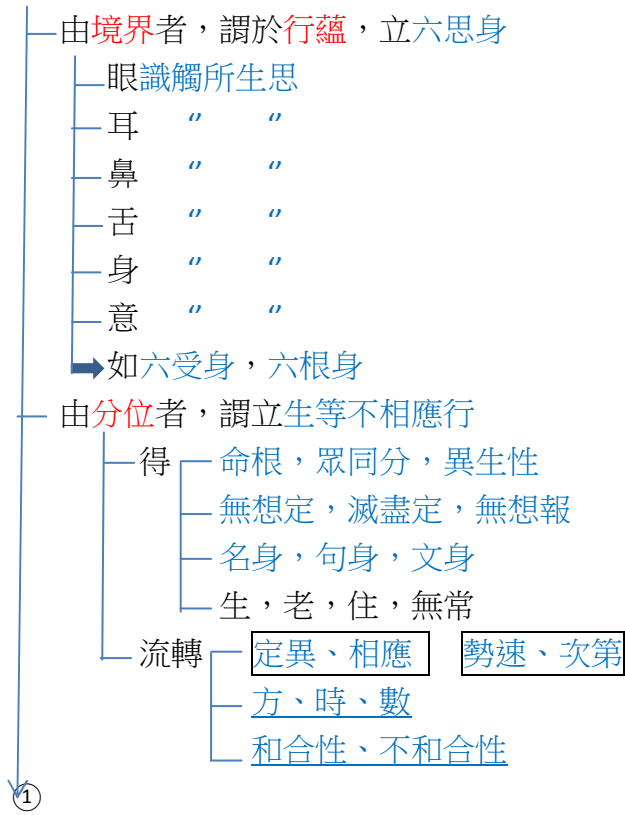 由境界者，謂於行蘊，立六思身
眼識觸所生思
耳 〃 〃
鼻 〃 〃
舌 〃 〃
身 〃 〃
意 〃 〃
如六受身，六根身
由分位者，謂立生等不相應行
得 命根，眾同分，異生性
無想定，滅盡定，無想報
名身，句身，文身
生，老，住，無常
流轉 定異、相應 勢速、次第
方、時、數
和合性、不和合性
①